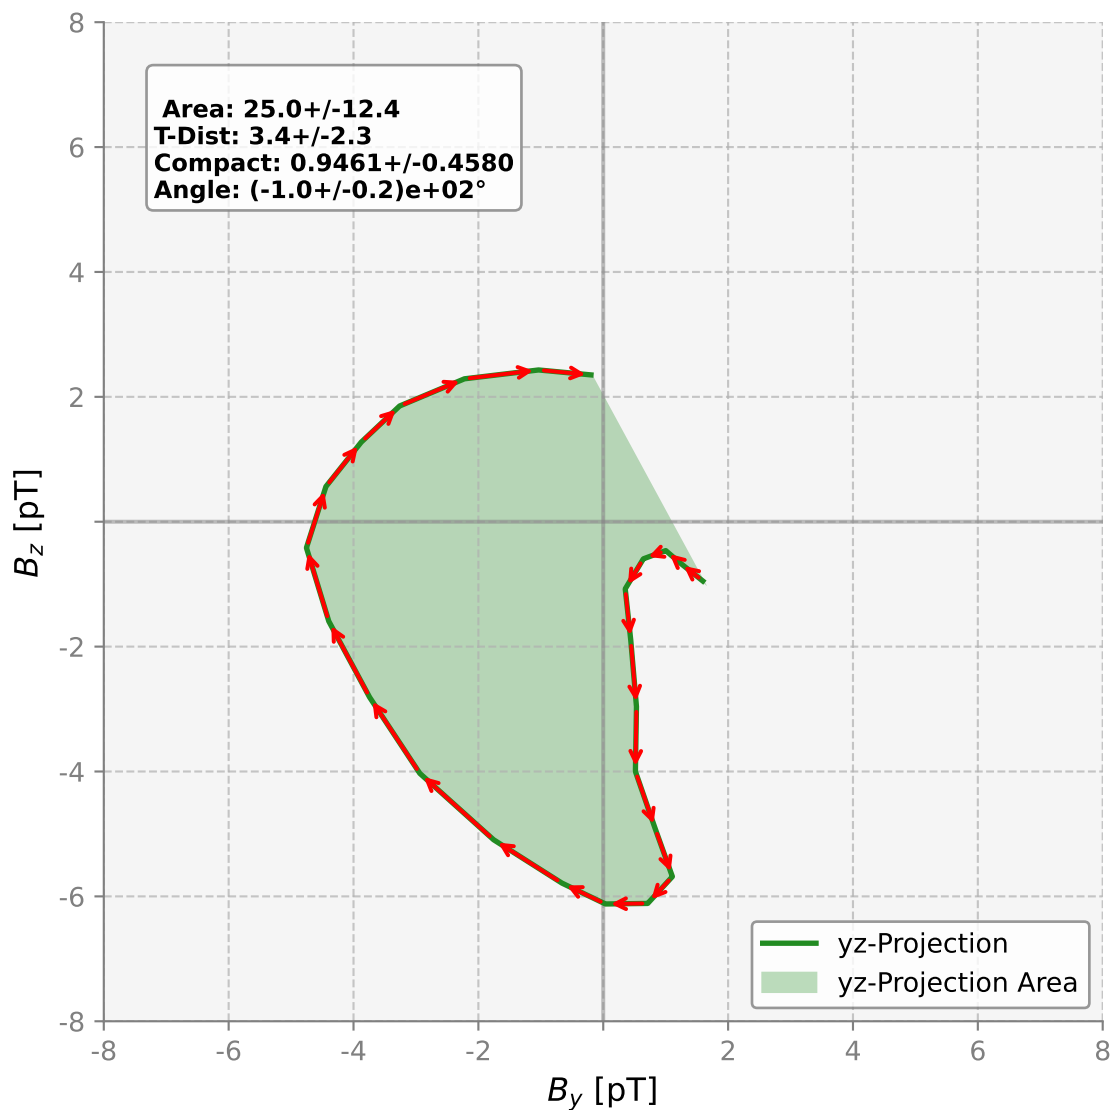 8
6
4
2
-2
-4
-6
-8
-8
-6
-4
-2
2
4
6
8
B_z [pT]
B_y [pT]
Area: 25.0+/-12.4
T-Dist: 3.4+/-2.3
Compact: 0.9461+/-0.4580
Angle: (-1.0+/-0.2)e+02°
yz-Projection
yz-Projection Area